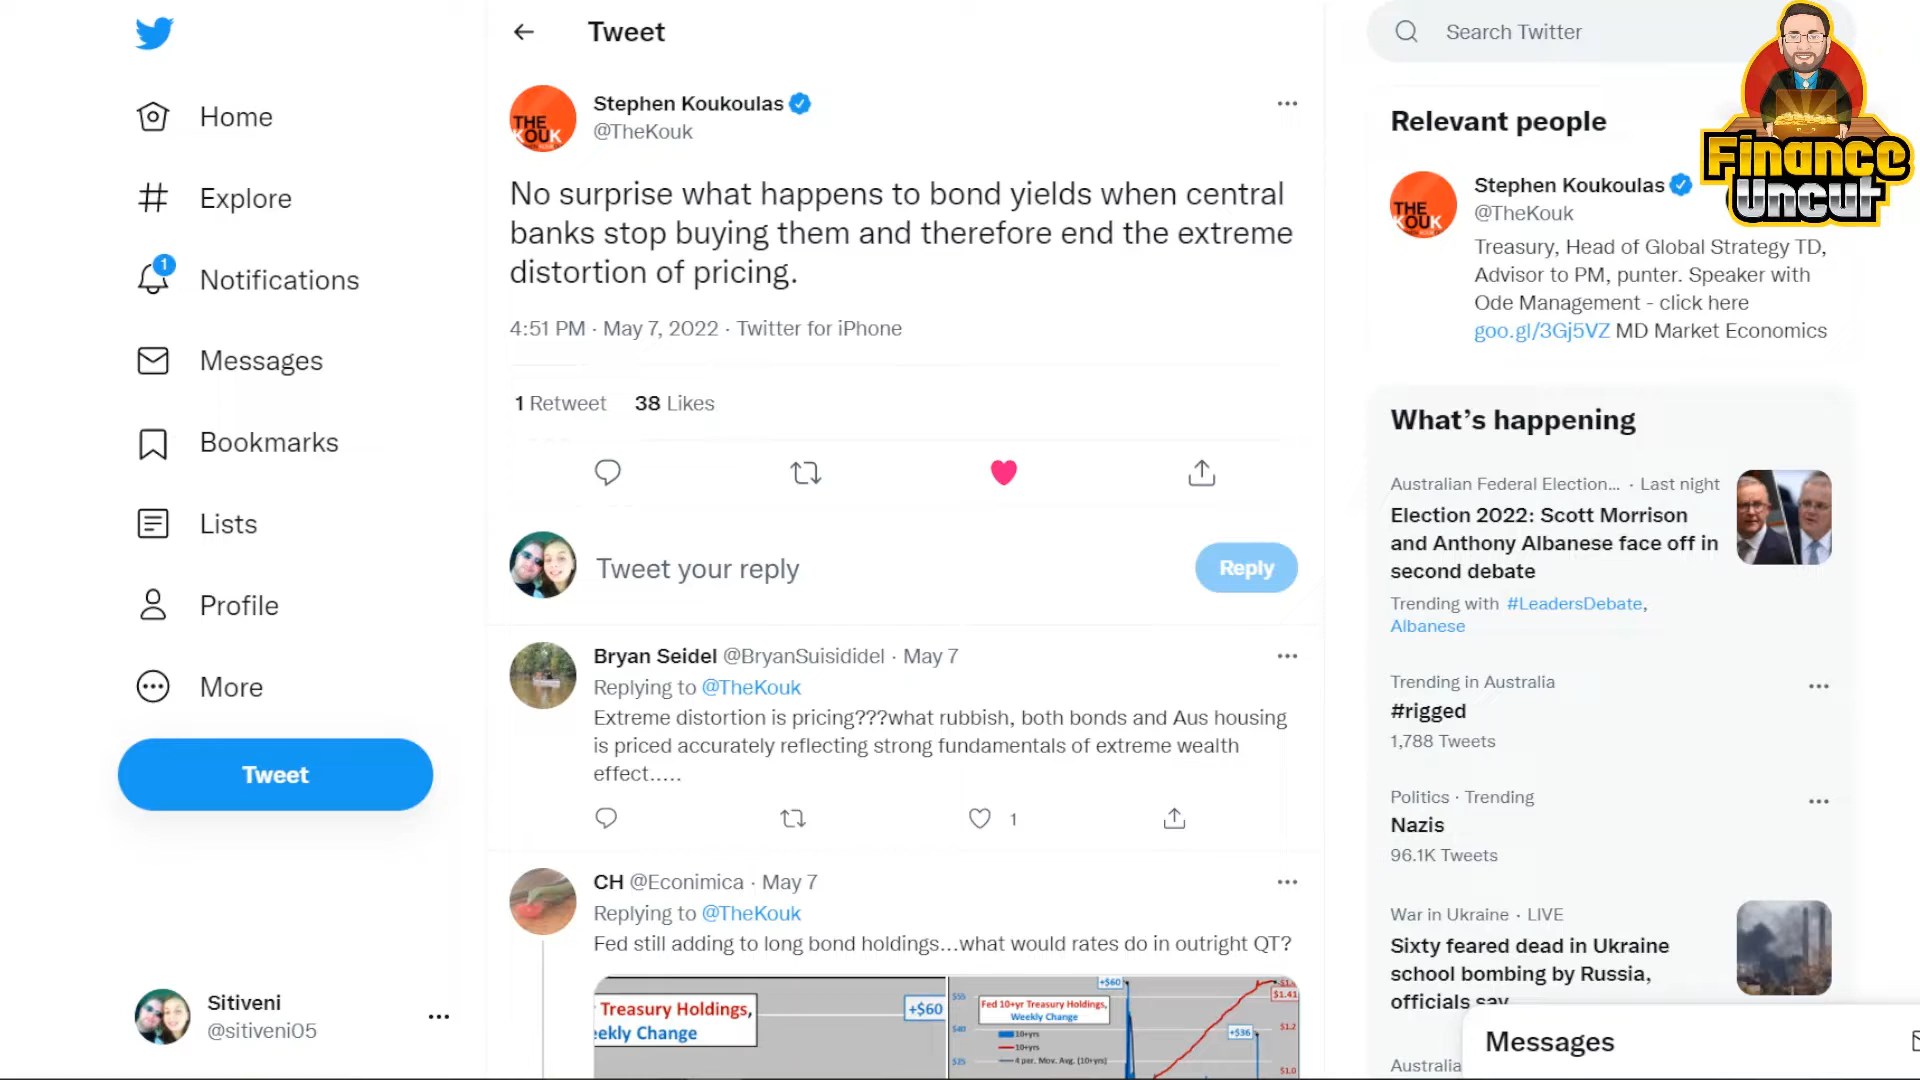 Home
Explore
1
Notifications
Messages
Bookmarks
Lists
Profile
More
Tweet
Sitiveni
@sitiveni05
Tweet
THE
KOUK
Stephen Koukoulas
@TheKouk
No surprise what happens to bond yields when central
banks stop buying them and therefore end the extreme
distortion of pricing.
4:51 PM · May 7, 2022 · Twitter for iPhone
1 Retweet 38 Likes
Tweet your reply
Reply
Bryan Seidel @BryanSuisididel · May 7
Replying to @TheKouk
Extreme distortion is pricing???what rubbish, both bonds and Aus housing
is priced accurately reflecting strong fundamentals of extreme wealth
effect.....
1
CH @Econimica · May 7
Replying to @TheKouk
Fed still adding to long bond holdings...what would rates do in outright QT?
Treasury Holdings,
eekly Change
+$60
+$60
$55
Fed 10+yr Treasury Holdings,
Weekly Change
10+yrs
10+yrs
4 per. Mov. Avg. (10+yrs)
$40
$25
+$36
$1.41
$1.2
$1.0
Search Twitter
Finance
Uncut
Relevant people
THE
KOUK
Stephen Koukoulas
@TheKouk
Treasury, Head of Global Strategy TD,
Advisor to PM, punter. Speaker with
Ode Management - click here
goo.gl/3Gj5VZ MD Market Economics
What's happening
Australian Federal Election... · Last night
Election 2022: Scott Morrison
and Anthony Albanese face off in
second debate
Trending with #LeadersDebate,
Albanese
Trending in Australia
#rigged
1,788 Tweets
Politics · Trending
Nazis
96.1K Tweets
War in Ukraine · LIVE
Sixty feared dead in Ukraine
school bombing by Russia,
officials say
Australia
Messages